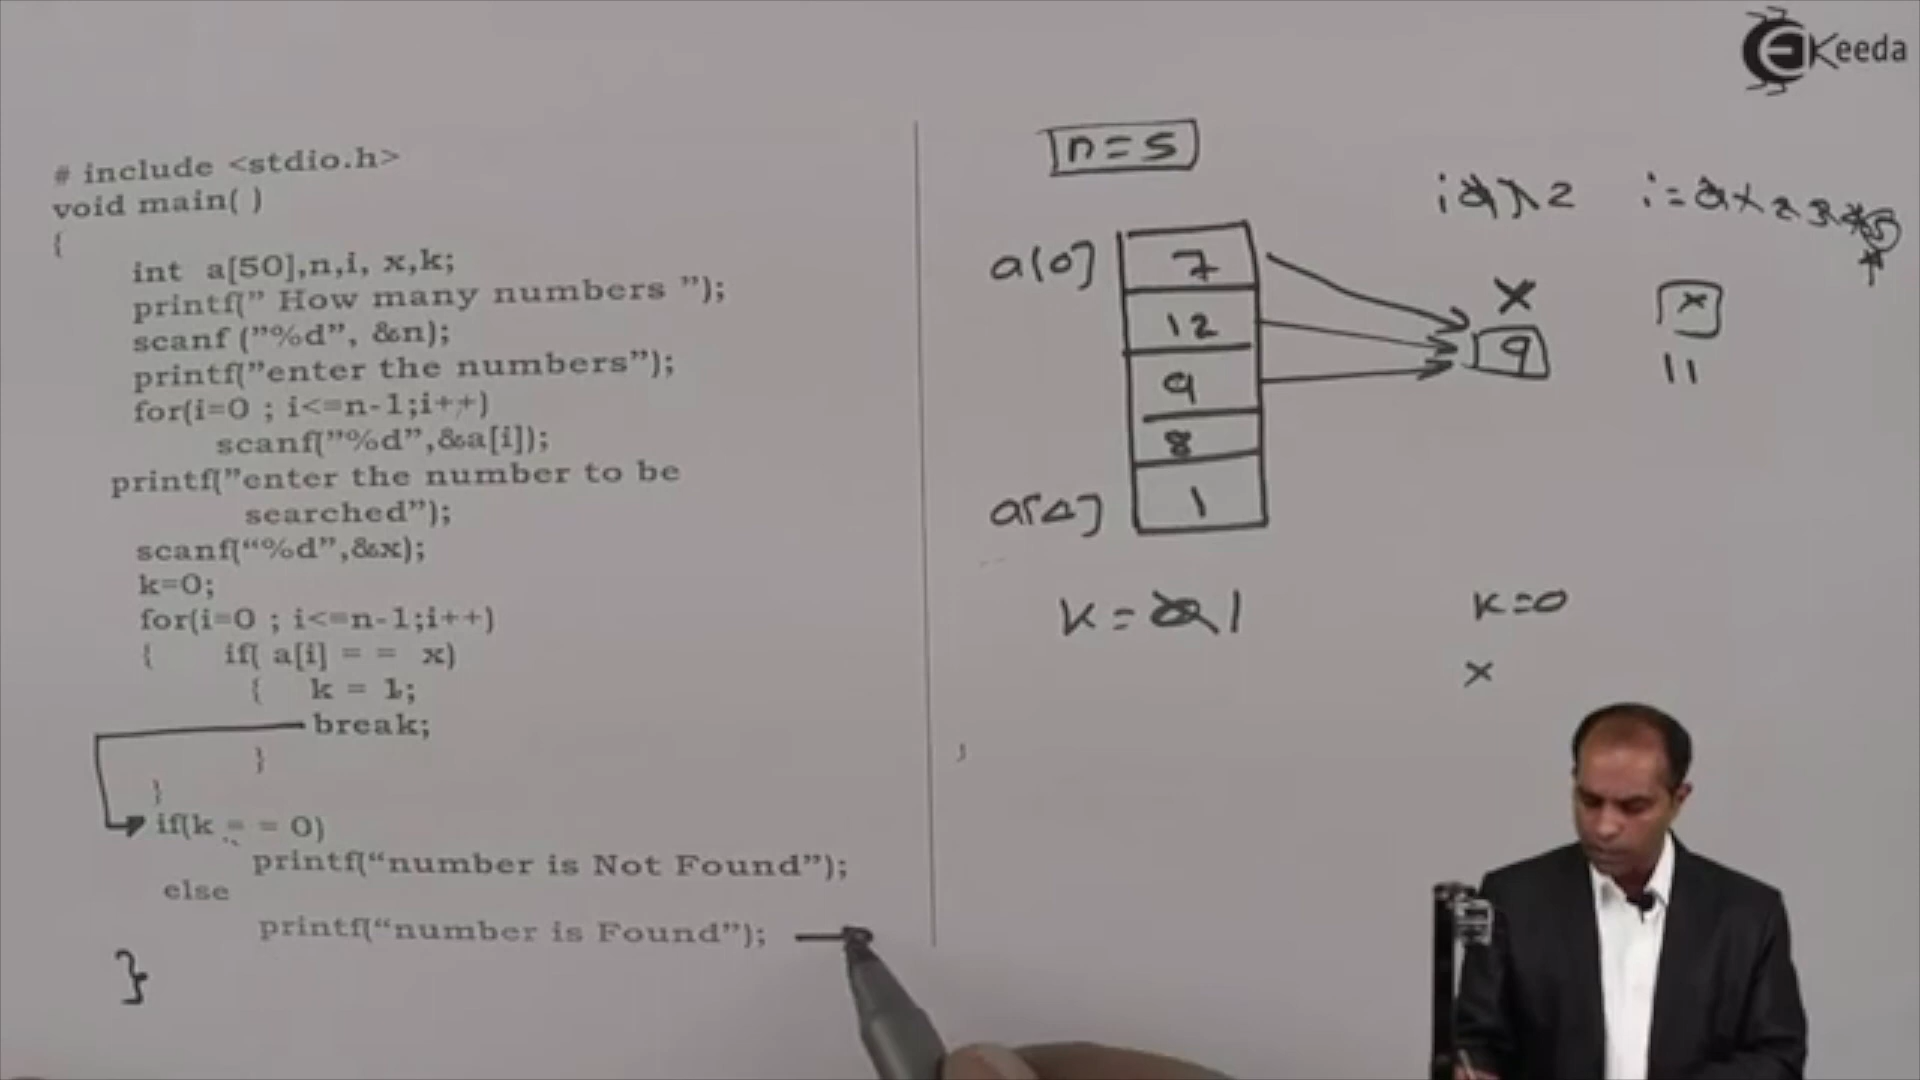 # include <stdio.h>
void main( )
{
int a[50],n,i, x,k;
printf(” How many numbers ”);
scanf (”%d”, &n);
printf(”enter the numbers”);
for(i=0 ; i<=n-1;i++)
scanf(”%d”,&a[i]);
printf(”enter the number to be
searched”);
scanf(“%d”,&x);
k=0;
for(i=0 ; i<=n-1;i++)
{ if( a[i] = = x)
{ k = 1;
break;
}
}
if(k = = 0)
printf(“number is Not Found”);
else
printf(“number is Found”);
}
n=5
a[0]
7
12
9
8
a[4]
1
k = 1
2
i=
x
9
x
11
k=0
x
Keeda